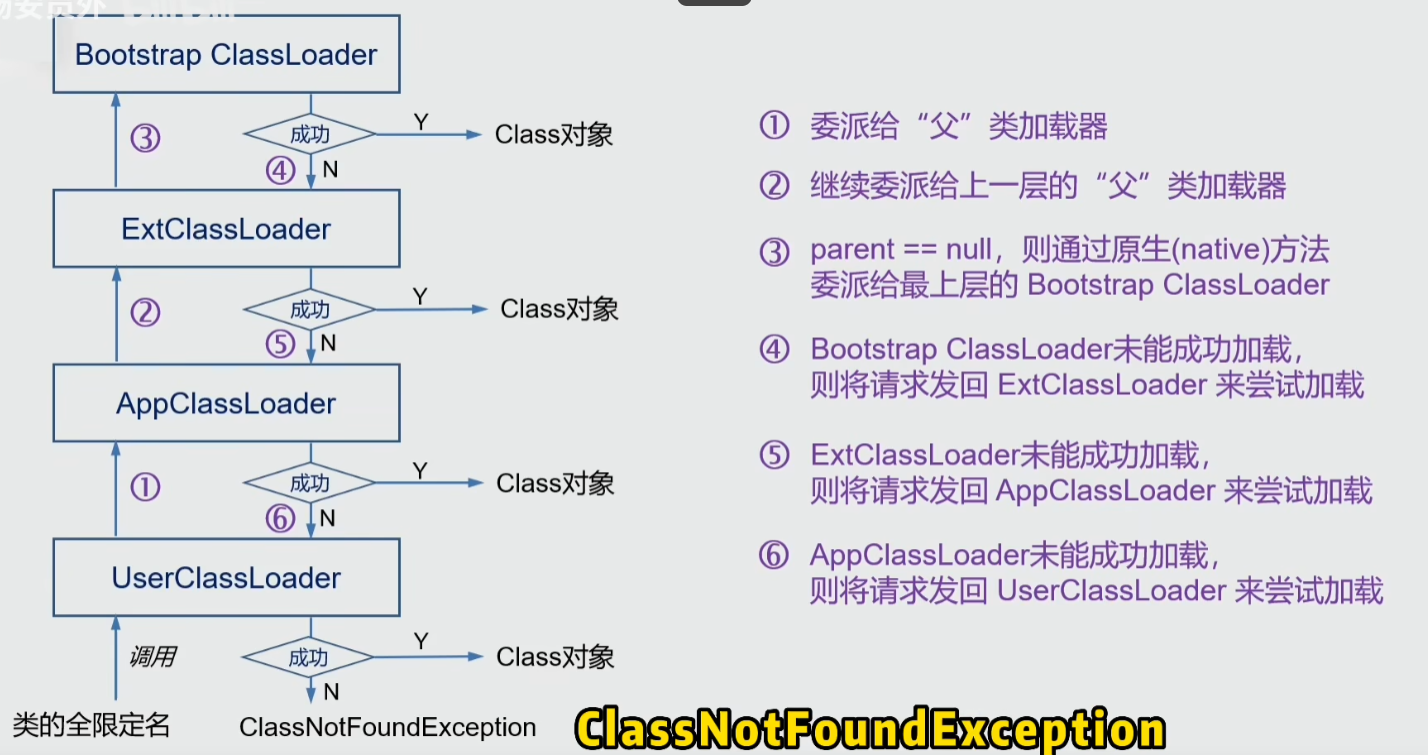 Bootstrap ClassLoader
③
成功
Y
Class对象
④
N
ExtClassLoader
②
成功
Y
Class对象
⑤
N
AppClassLoader
①
成功
Y
Class对象
⑥
N
UserClassLoader
调用
成功
Y
Class对象
N
类的全限定名
ClassNotFoundException
① 委派给“父”类加载器
② 继续委派给上一层的“父”类加载器
③ parent == null，则通过原生(native)方法
委派给最上层的 Bootstrap ClassLoader
④ Bootstrap ClassLoader未能成功加载，
则将请求发回 ExtClassLoader 来尝试加载
⑤ ExtClassLoader未能成功加载，
则将请求发回 AppClassLoader 来尝试加载
⑥ AppClassLoader未能成功加载，
则将请求发回 UserClassLoader 来尝试加载
ClassNotFoundException